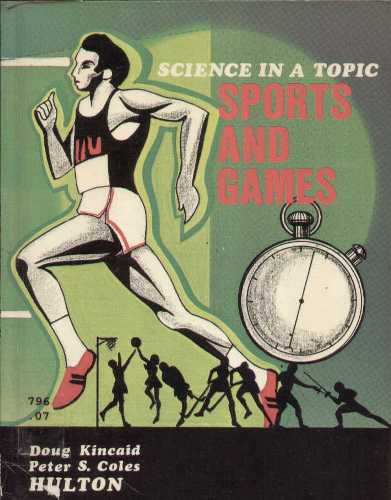 SCIENCE IN A TOPIC
SPORTS
AND
GAMES
796
.07
Doug Kincaid
Peter S. Coles
HULTON